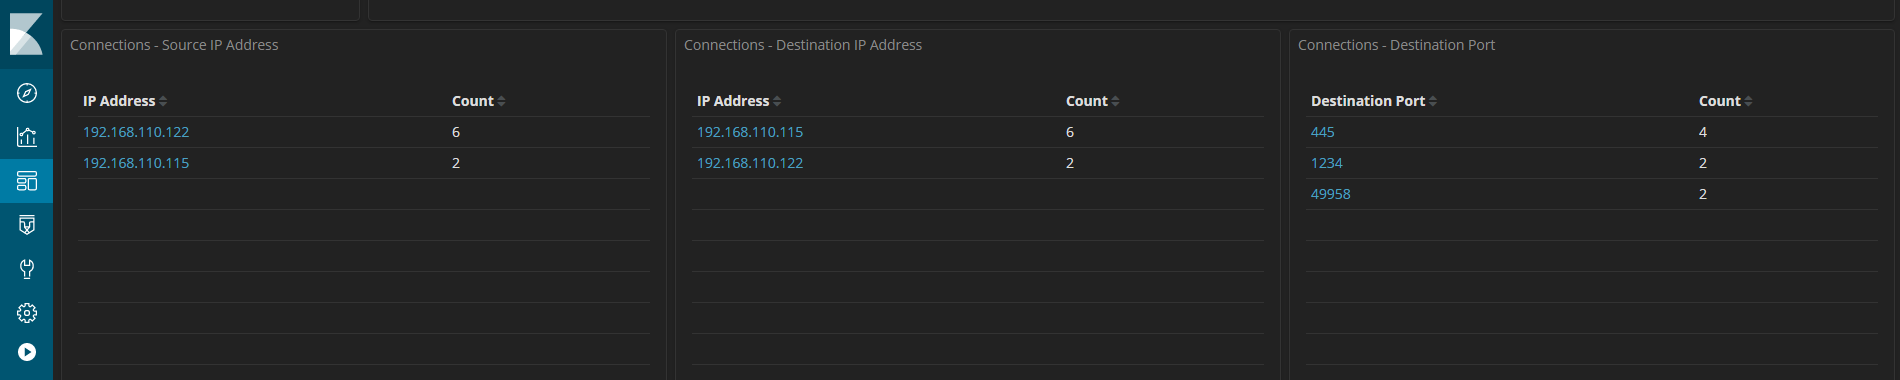 Connections - Source IP Address
IP Address Count
192.168.110.122 6
192.168.110.115 2
Connections - Destination IP Address
IP Address Count
192.168.110.115 6
192.168.110.122 2
Connections - Destination Port
Destination Port Count
445 4
1234 2
49958 2